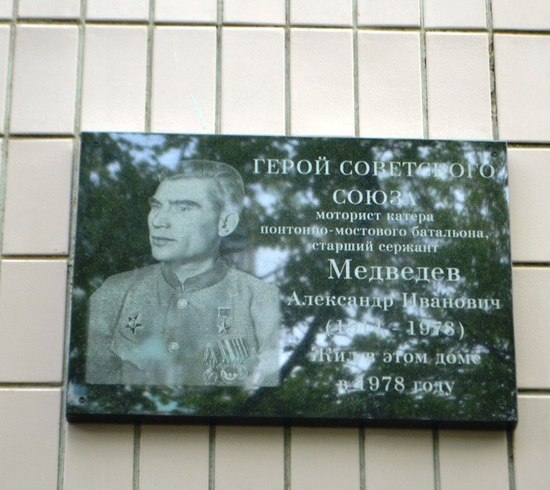 ГЕРОЙ СОВЕТСКОГО
СОЮЗА
моторист катера
понтонно-мостового батальона,
старший сержант
Медведев
Александр Иванович
- 1978)
Жил в этом доме
в 1978 году